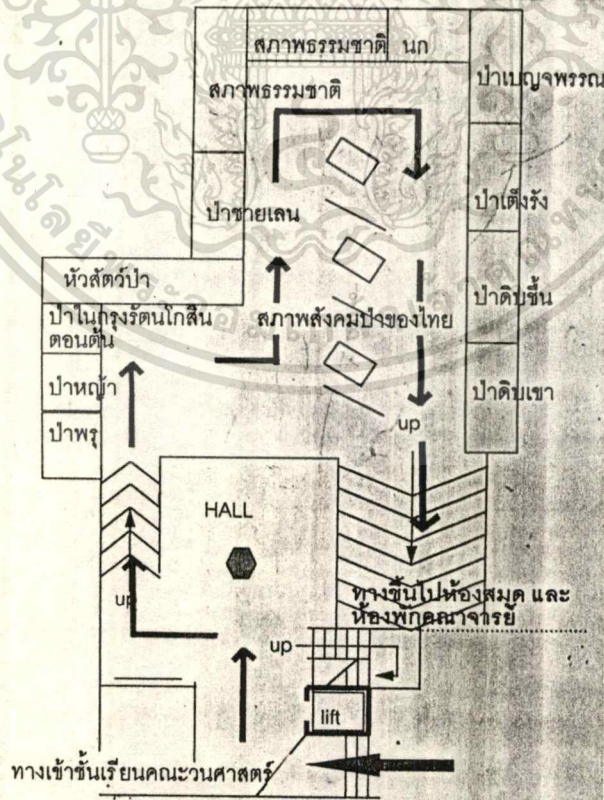 สภาพธรรมชาติ นก
สภาพธรรมชาติ
ป่าเบญจพรรณ
ป่าชายเลน
ป่าเต็งรัง
หัวสัตว์ป่า
ป่าในกรุงรัตนโกสิน
ตอนต้น
สภาพสังคมป่าของไทย
ป่าดิบชื้น
ป่าหญ้า
ป่าดิบเขา
ป่าพรุ
up
HALL
up
ทางขึ้นไปห้องสมุด และ
ห้องพักคณาจารย์
up
lift
ทางเข้าชั้นเรียนคณะวนศาสตร์